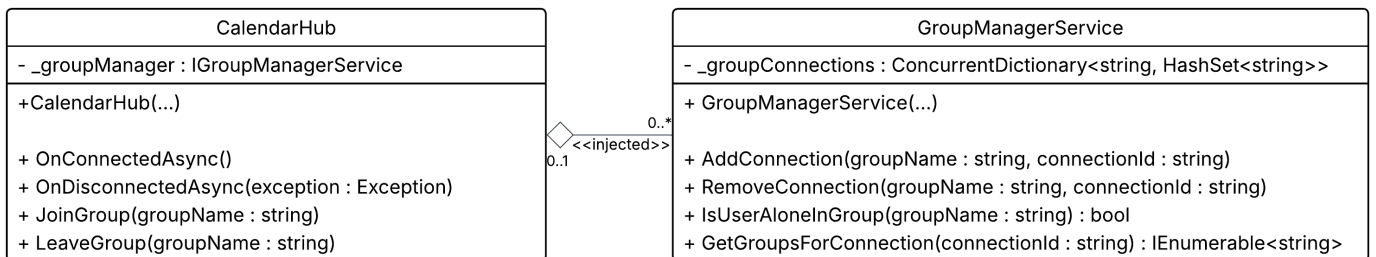 CalendarHub
- _groupManager : IGroupManagerService
+CalendarHub(...)
+ OnConnectedAsync()
+ OnDisconnectedAsync(exception : Exception)
+ JoinGroup(groupName : string)
+ LeaveGroup(groupName : string)
0..*
<<injected>>
0..1
GroupManagerService
- _groupConnections : ConcurrentDictionary<string, HashSet<string>>
+ GroupManagerService(...)
+ AddConnection(groupName : string, connectionId : string)
+ RemoveConnection(groupName : string, connectionId : string)
+ IsUserAloneInGroup(groupName : string) : bool
+ GetGroupsForConnection(connectionId : string) : IEnumerable<string>